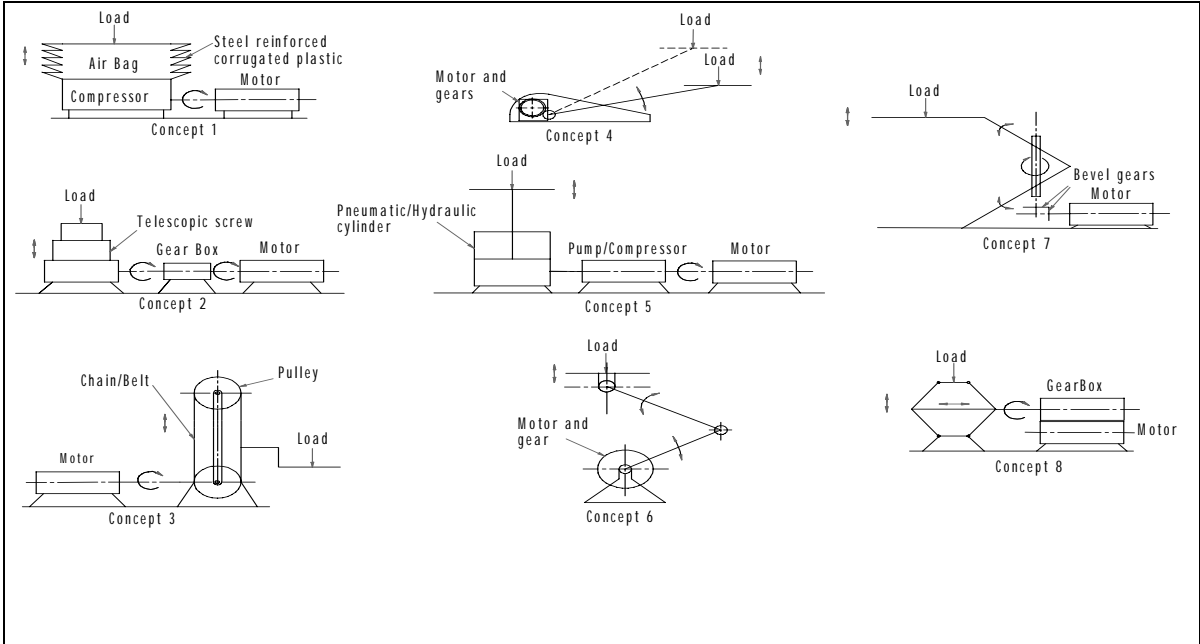 Load
Steel reinforced
corrugated plastic
Air Bag
Motor
Compressor
Concept 1
Load
Telescopic screw
Gear Box
Motor
Concept 2
Chain/Belt
Pulley
Load
Motor
Concept 3
Load
Load
Motor and
gears
Concept 4
Load
Pneumatic/Hydraulic
cylinder
Pump/Compressor
Motor
Concept 5
Load
Motor and
gear
Concept 6
Load
Bevel gears
Motor
Concept 7
Load
GearBox
Motor
Concept 8